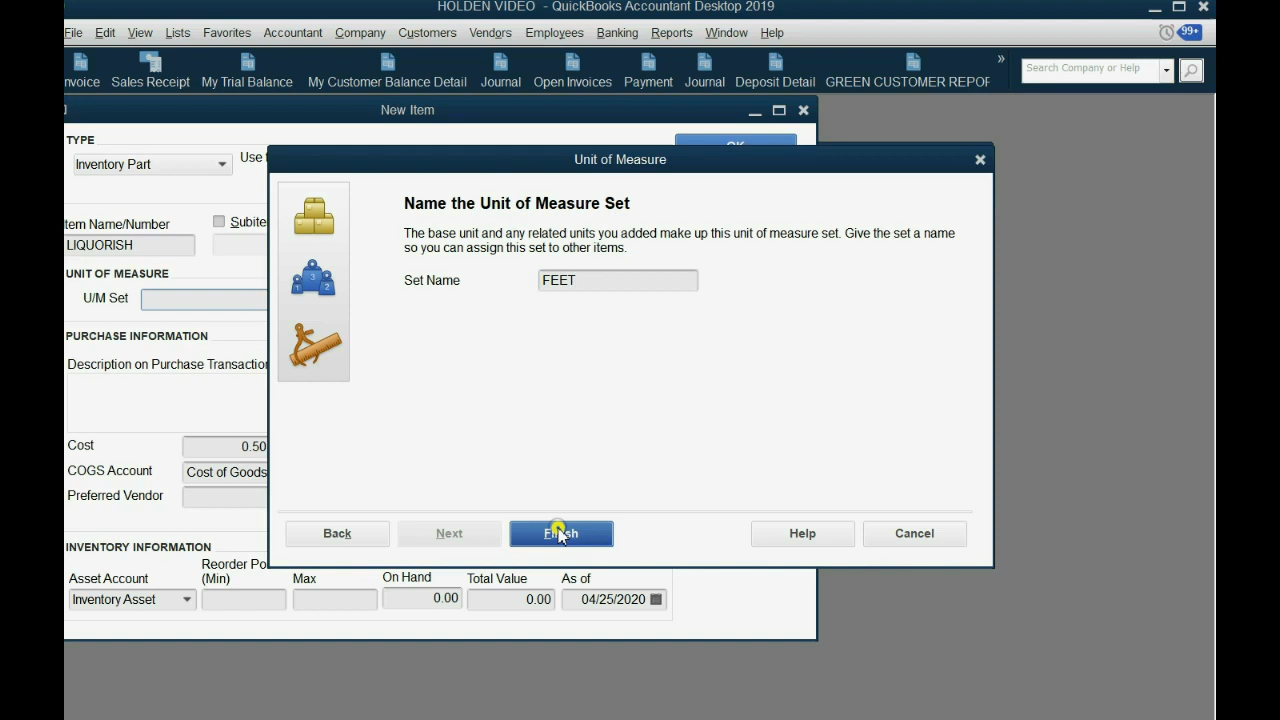 HOLDEN VIDEO - QuickBooks Accountant Desktop 2019
File Edit View Lists Favorites Accountant Company Customers Vendors Employees Banking Reports Window Help
99+
nvoice Sales Receipt My Trial Balance My Customer Balance Detail Journal Open Invoices Payment Journal Deposit Detail GREEN CUSTOMER REPOR
» Search Company or Help
New Item
TYPE
Inventory Part
Use
Unit of Measure
Name the Unit of Measure Set
The base unit and any related units you added make up this unit of measure set. Give the set a name
so you can assign this set to other items.
Set Name FEET
3
1 2
Back Next Finish Help Cancel
tem Name/Number
Subite
LIQUORISH
UNIT OF MEASURE
U/M Set
PURCHASE INFORMATION
Description on Purchase Transaction
Cost 0.50
COGS Account Cost of Goods
Preferred Vendor
INVENTORY INFORMATION
Asset Account
Reorder Po
(Min)
Max On Hand Total Value As of
Inventory Asset 0.00 0.00 04/25/2020